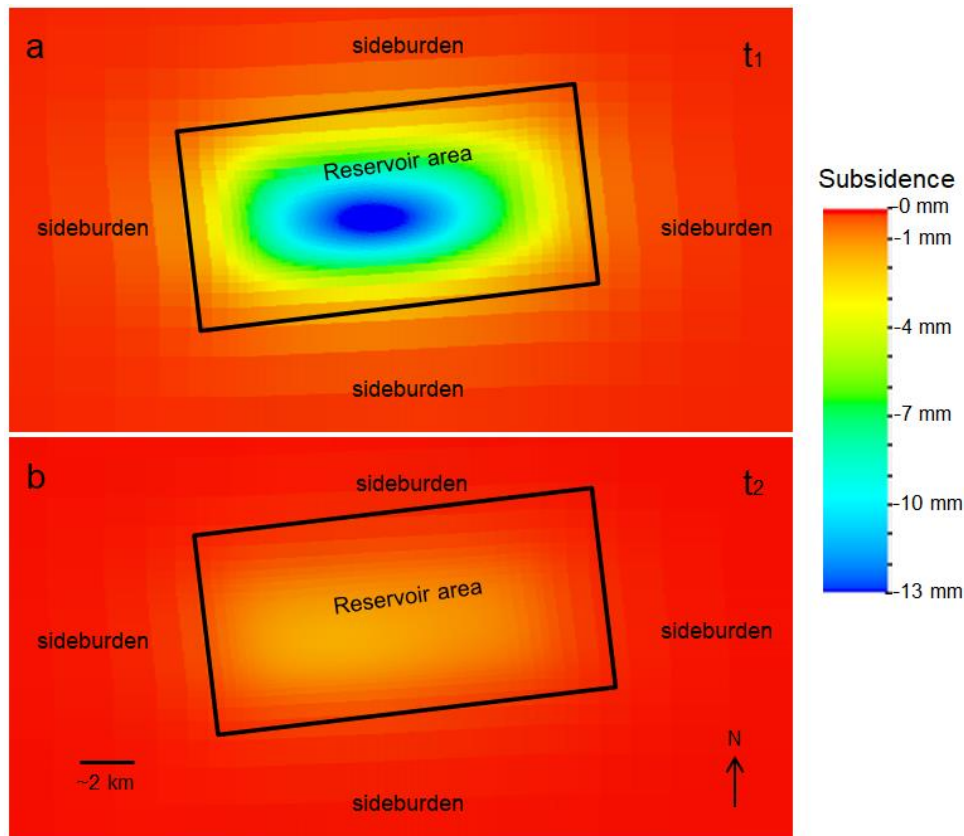 a
sideburden
t₁
Reservoir area
sideburden
sideburden
sideburden
Subsidence
-0 mm
-1 mm
-4 mm
-7 mm
-10 mm
-13 mm
b
sideburden
t₂
Reservoir area
sideburden
sideburden
~2 km
N
sideburden